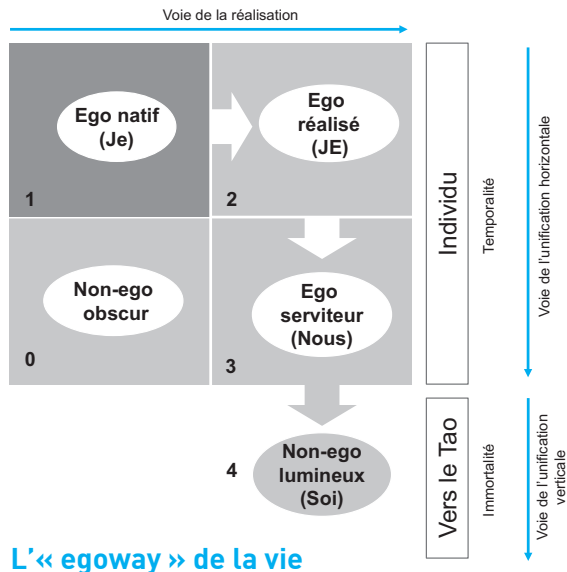 Voie de la réalisation
Ego natif
(Je)
1
Ego
réalisé
(JE)
2
Non-ego
obscur
0
Ego
serviteur
(Nous)
3
Individu
Temporalité
Voie de l'unification horizontale
4
Non-ego
lumineux
(Soi)
Vers le Tao
Immortalité
Voie de l'unification
verticale
L'« egoway » de la vie